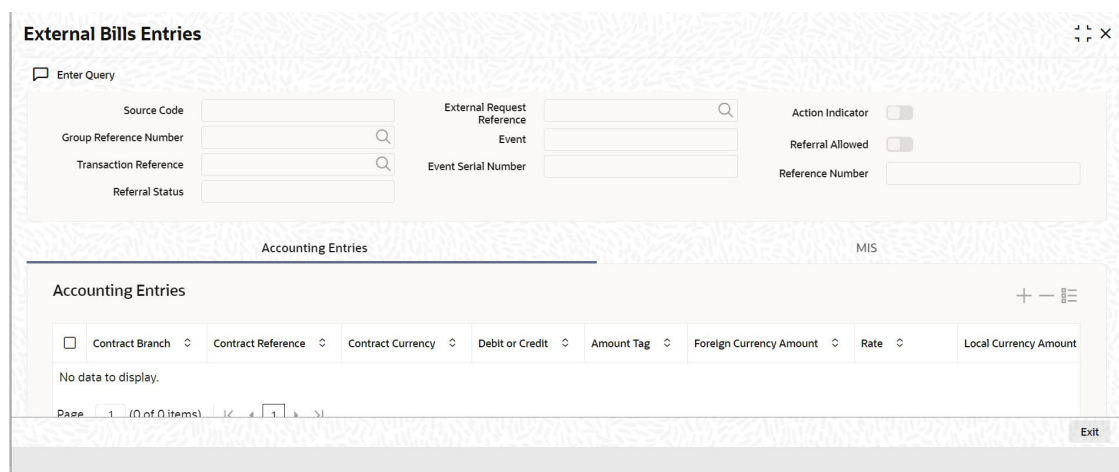 External Bills Entries
Enter Query
Source Code
Group Reference Number
Transaction Reference
Referral Status
External Request
Reference
Event
Event Serial Number
Action Indicator
Referral Allowed
Reference Number
Accounting Entries MIS
Accounting Entries
Contract Branch Contract Reference Contract Currency Debit or Credit Amount Tag Foreign Currency Amount Rate Local Currency Amount
No data to display.
Page 1 (0 of 0 items) 1
Exit